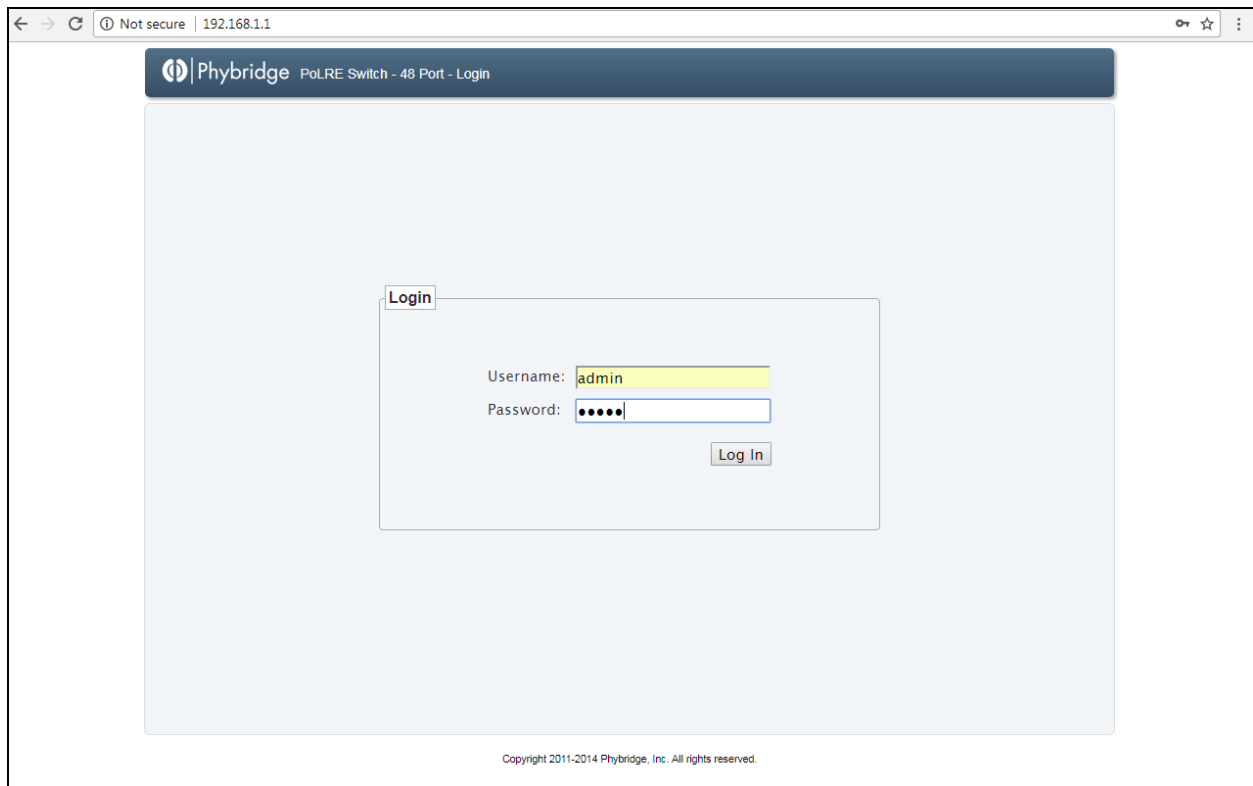 Not secure | 192.168.1.1
Phybridge PoLRE Switch - 48 Port - Login
Login
Username: admin
Password: •••••
Log In
Copyright 2011-2014 Phybridge, Inc. All rights reserved.